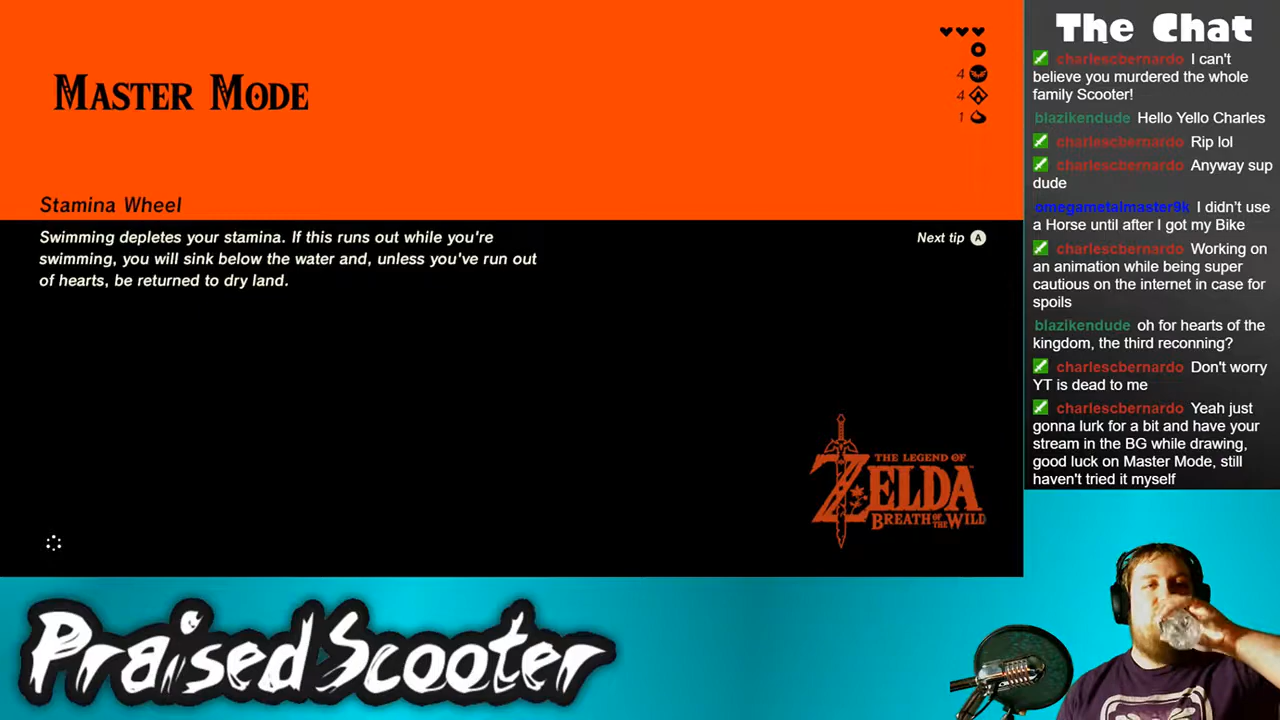 Master Mode
4
4
1
Stamina Wheel
Swimming depletes your stamina. If this runs out while you're
swimming, you will sink below the water and, unless you've run out
of hearts, be returned to dry land.
Next tip A
THE LEGEND OF
ZELDA
BREATH OF THE WILD
PraisedScooter
The Chat
charlescbernardo I can't
believe you murdered the whole
family Scooter!
blazikendude Hello Yello Charles
charlescbernardo Rip lol
charlescbernardo Anyway sup
dude
omegametalmaster9k I didn't use
a Horse until after I got my Bike
charlescbernardo Working on
an animation while being super
cautious on the internet in case for
spoils
blazikendude oh for hearts of the
kingdom, the third reconning?
charlescbernardo Don't worry
YT is dead to me
charlescbernardo Yeah just
gonna lurk for a bit and have your
stream in the BG while drawing,
good luck on Master Mode, still
haven't tried it myself